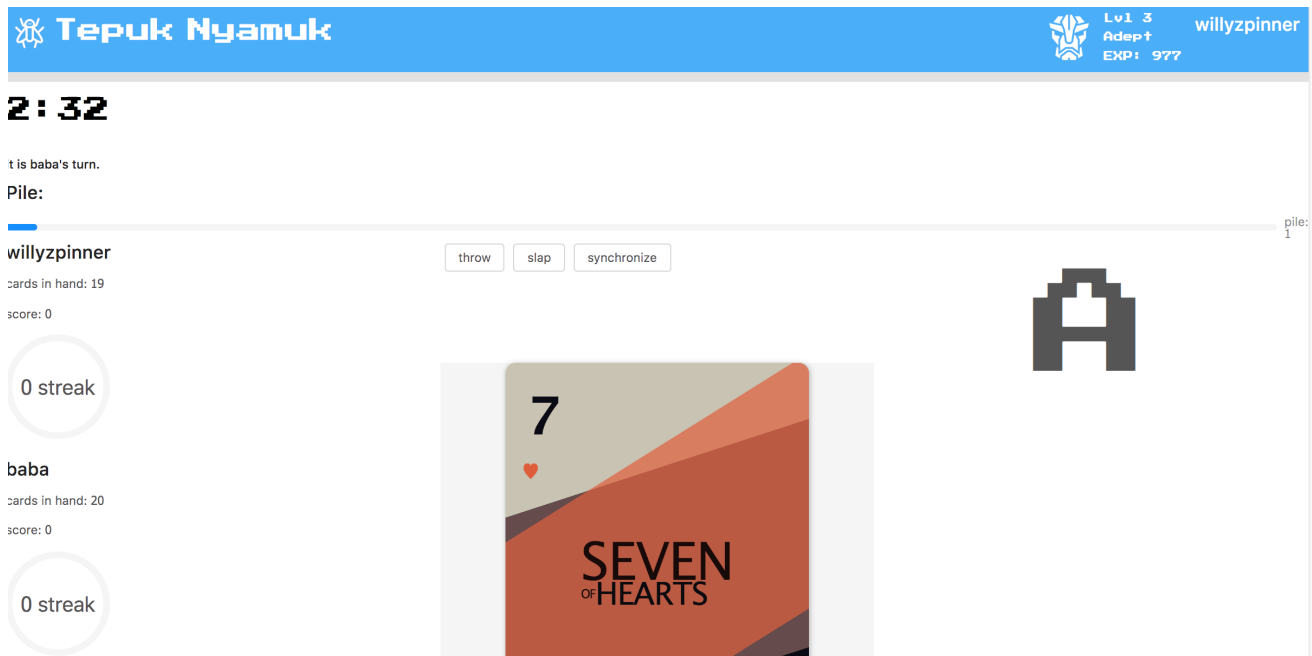 Tepuk Nyamuk
Lvl 3
Adept
EXP: 977
willyzpinner
2:32
t is baba's turn.
Pile:
pile:
1
willyzpinner
cards in hand: 19
score: 0
0 streak
baba
cards in hand: 20
score: 0
0 streak
throw
slap
synchronize
7
SEVEN
OF HEARTS
A